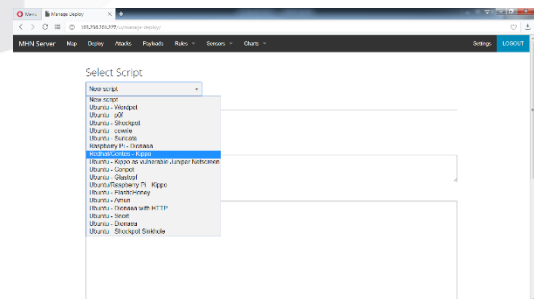 Menu
Manage Deploy
/ui/manage-deploy/
MHN Server Map Deploy Attacks Payloads Rules Sensors Charts Settings LOGOUT
Select Script
New script
New script
Ubuntu - Wordpot
Ubuntu - p0f
Ubuntu - Shockpot
Ubuntu - cowrie
Ubuntu - Suricata
Raspberry Pi - Dionaea
Redhat/Centos - Kippo
Ubuntu - Kippo as vulnerable Juniper Netscreen
Ubuntu - Conpot
Ubuntu - Glastopf
Ubuntu/Raspberry Pi - Kippo
Ubuntu - ElasticHoney
Ubuntu - Amun
Ubuntu - Dionaea with HTTP
Ubuntu - Snort
Ubuntu - Dionaea
Ubuntu - Shockpot Sinkhole